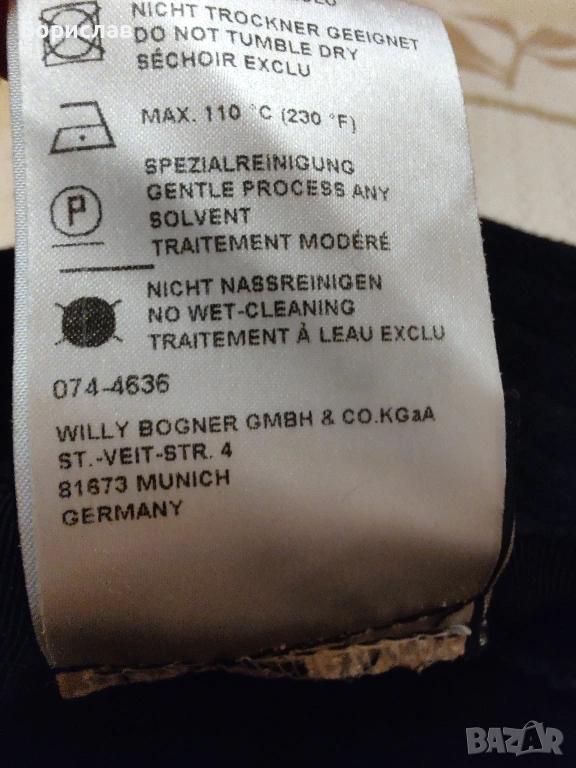 Борислав
NICHT TROCKNER GEEIGNET
DO NOT TUMBLE DRY
SÉCHOIR EXCLU
MAX. 110 °C (230 °F)
SPEZIALREINIGUNG
GENTLE PROCESS ANY
SOLVENT
TRAITEMENT MODÉRÉ
P
NICHT NASSREINIGEN
NO WET-CLEANING
TRAITEMENT À LEAU EXCLU
074-4636
WILLY BOGNER GMBH & CO.KGaA
ST.-VEIT-STR. 4
81673 MUNICH
GERMANY
BAZAR